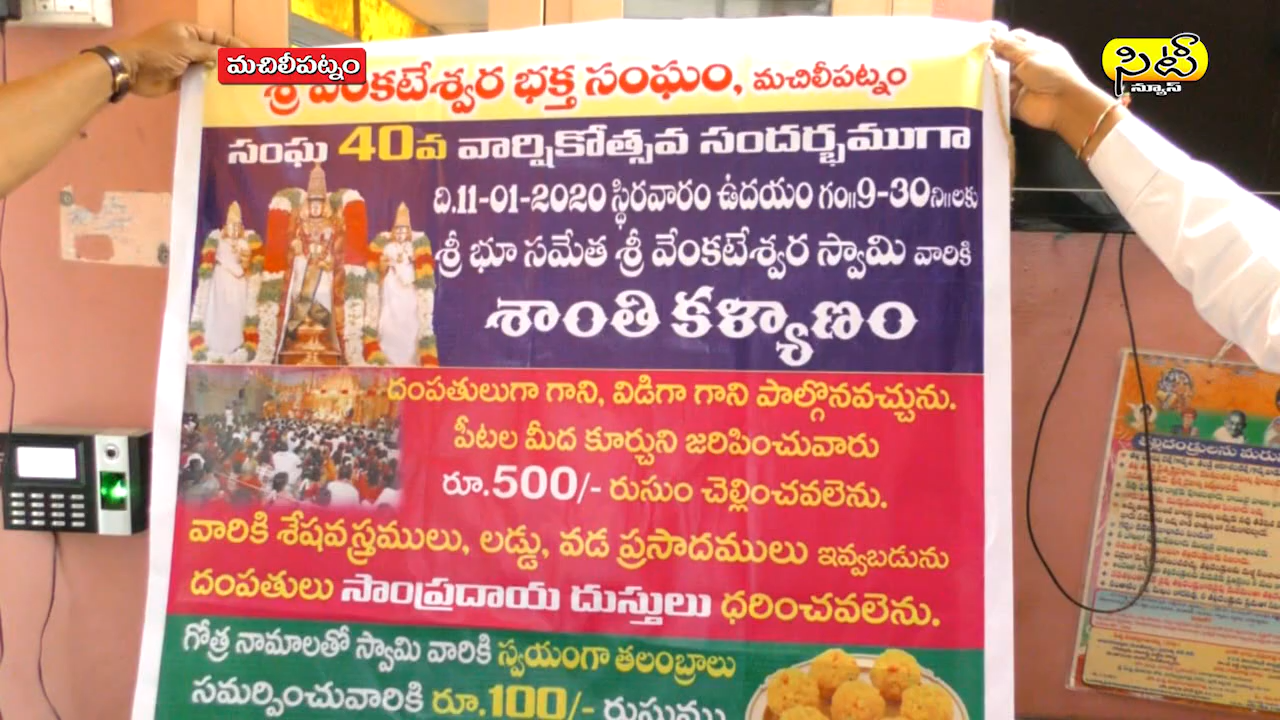 మచిలీపట్నం
సిటీ
న్యూస్
శ్రీ వెంకటేశ్వర భక్త సంఘం, మచిలీపట్నం
సంఘ 40వ వార్షికోత్సవ సందర్భముగా
ది.11-01-2020 స్థిరవారం ఉదయం గం॥9-30ని॥లకు
శ్రీ భూ సమేత శ్రీ వేంకటేశ్వర స్వామి వారికి
శాంతి కళ్యాణం
దంపతులుగా గాని, విడిగా గాని పాల్గొనవచ్చును.
పీటల మీద కూర్చుని జరిపించువారు
రూ.500/- రుసుం చెల్లించవలెను.
వారికి శేషవస్త్రములు, లడ్డు, వడ ప్రసాదములు ఇవ్వబడును
దంపతులు సాంప్రదాయ దుస్తులు ధరించవలెను.
గోత్ర నామాలతో స్వామి వారికి స్వయంగా తలంబ్రాలు
సమర్పించువారికి రూ.100/- రుసుము